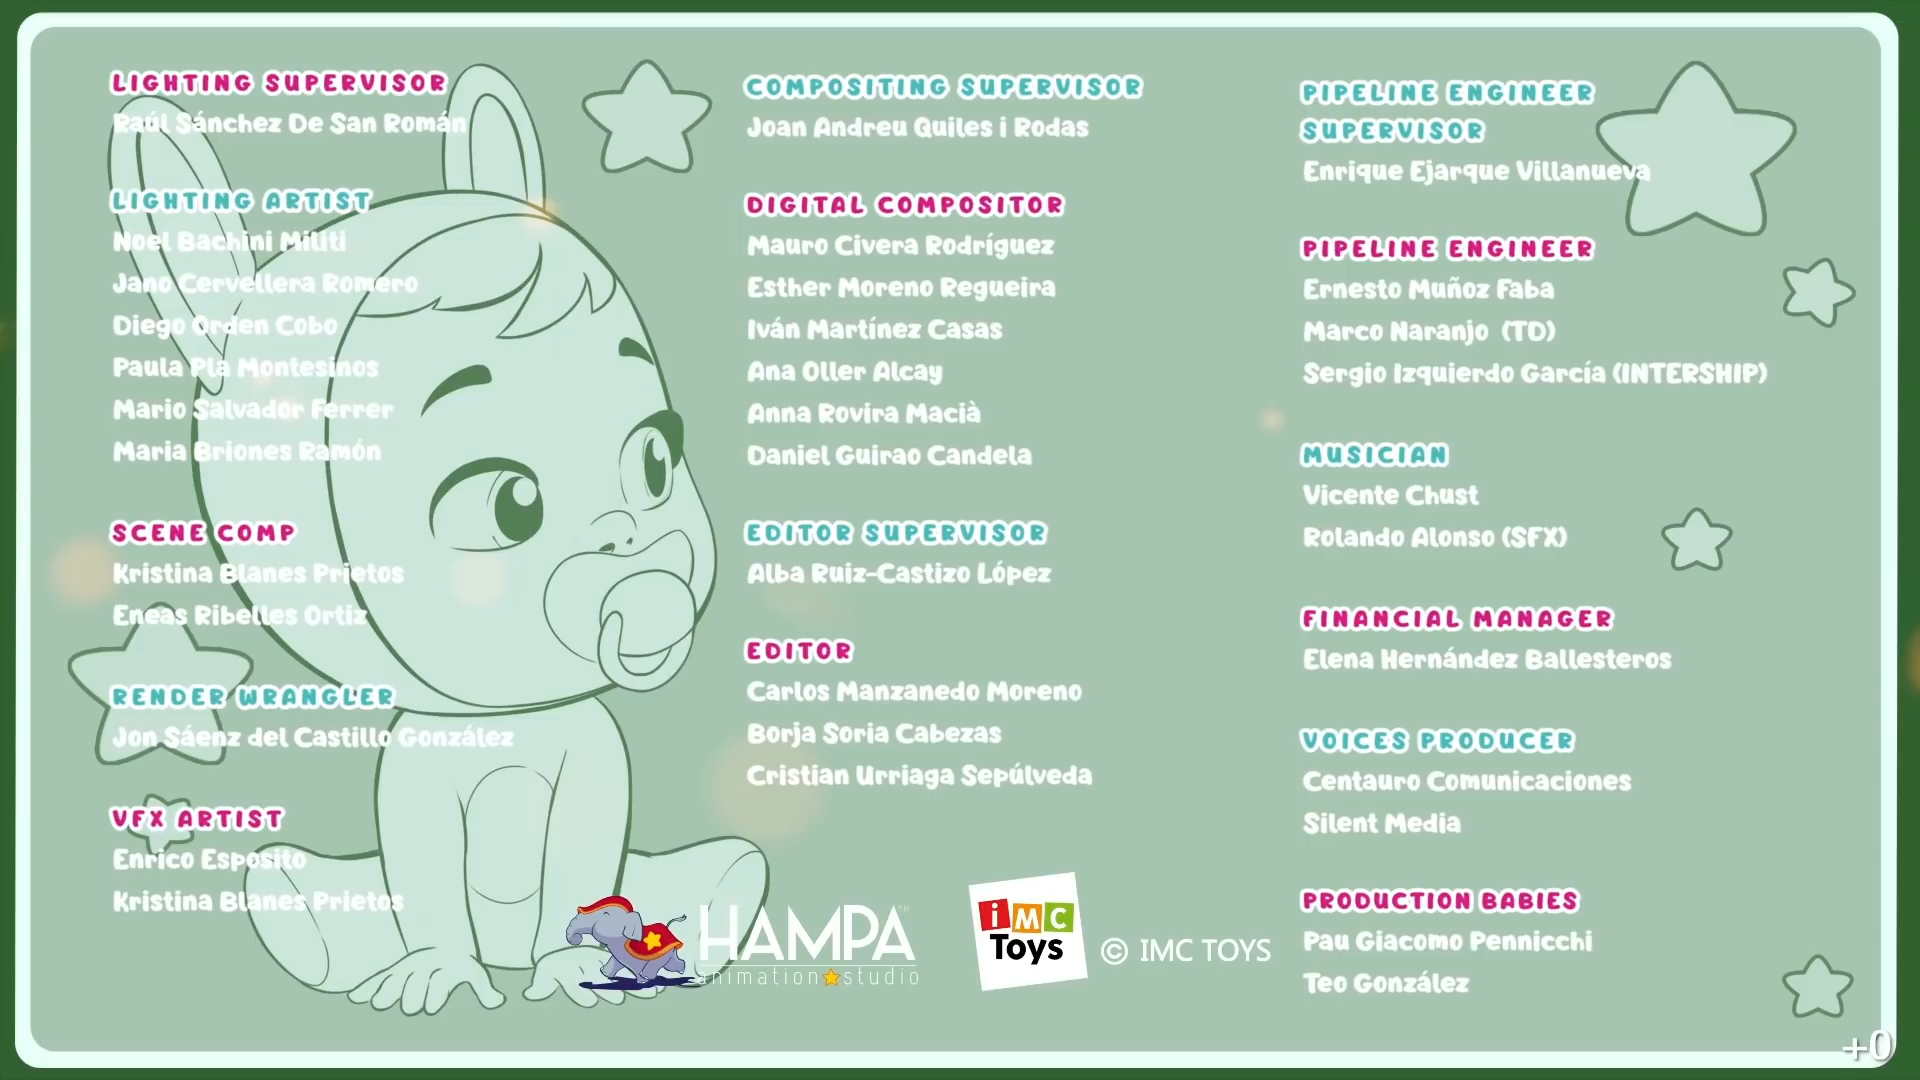 LIGHTING SUPERVISOR
Raúl Sánchez De San Román
LIGHTING ARTIST
Noel Bachini Militi
Jano Cervellera Romero
Diego Orden Cobo
Paula Pla Montesinos
Mario Salvador Ferrer
Maria Briones Ramón
SCENE COMP
Kristina Blanes Prietos
Eneas Ribelles Ortiz
RENDER WRANGLER
Jon Sáenz del Castillo González
VFX ARTIST
Enrico Esposito
Kristina Blanes Prietos
COMPOSITING SUPERVISOR
Joan Andreu Quiles i Rodas
DIGITAL COMPOSITOR
Mauro Civera Rodríguez
Esther Moreno Regueira
Iván Martínez Casas
Ana Oller Alcay
Anna Rovira Macià
Daniel Guirao Candela
EDITOR SUPERVISOR
Alba Ruiz-Castizo López
EDITOR
Carlos Manzanedo Moreno
Borja Soria Cabezas
Cristian Urriaga Sepúlveda
HAMPA™
animation studio
iMC
Toys
© IMC TOYS
PIPELINE ENGINEER
SUPERVISOR
Enrique Ejarque Villanueva
PIPELINE ENGINEER
Ernesto Muñoz Faba
Marco Naranjo (TD)
Sergio Izquierdo García (INTERSHIP)
MUSICIAN
Vicente Chust
Rolando Alonso (SFX)
FINANCIAL MANAGER
Elena Hernández Ballesteros
VOICES PRODUCER
Centauro Comunicaciones
Silent Media
PRODUCTION BABIES
Pau Giacomo Pennicchi
Teo González
+0